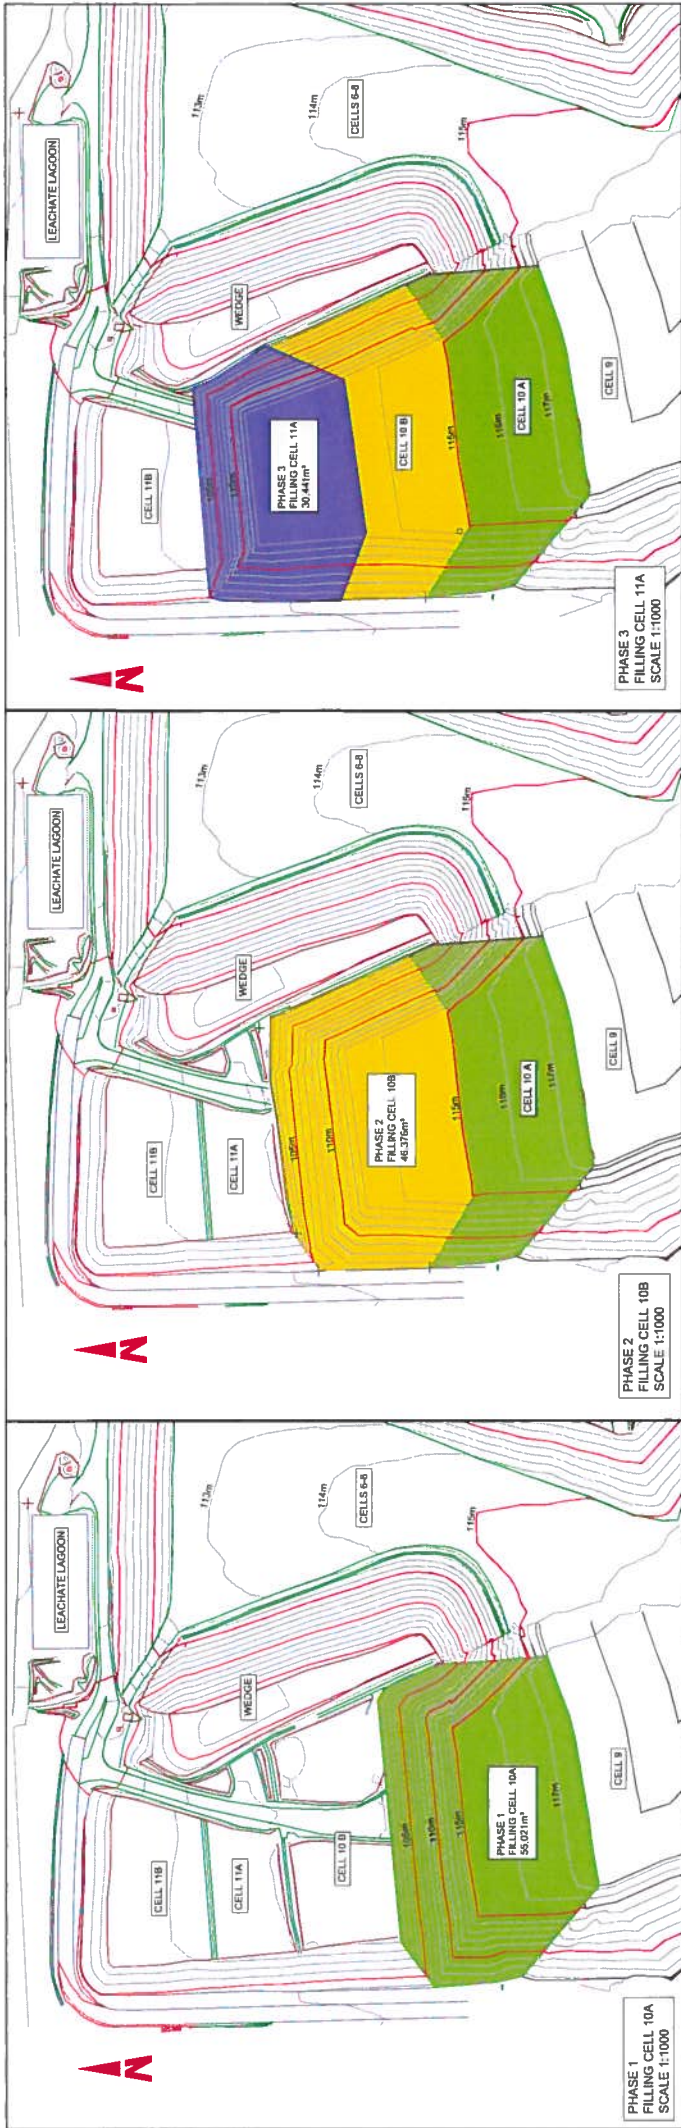 LEACHATE LAGOON
113m
114m
CELLS 6-8
115m
WEDGE
CELL 11B
PHASE 3
FILLING CELL 11A
30,441m³
CELL 10 B
115m
116m
CELL 10 A
117m
CELL 9
N
PHASE 3
FILLING CELL 11A
SCALE 1:1000
LEACHATE LAGOON
113m
114m
CELLS 6-8
115m
WEDGE
CELL 11B
CELL 11A
105m
110m
PHASE 2
FILLING CELL 10B
46,376m³
115m
116m
CELL 10 A
117m
CELL 9
N
PHASE 2
FILLING CELL 10B
SCALE 1:1000
LEACHATE LAGOON
113m
114m
CELLS 6-8
115m
WEDGE
CELL 11B
CELL 11A
CELL 10 B
105m
110m
115m
PHASE 1
FILLING CELL 10A
55,021m³
117m
CELL 9
N
PHASE 1
FILLING CELL 10A
SCALE 1:1000